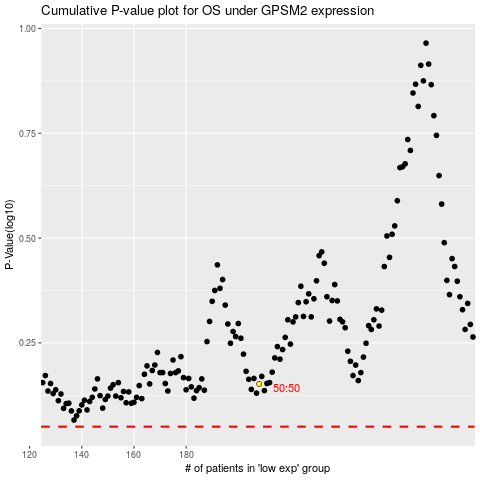 Cumulative P-value plot for OS under GPSM2 expression
P-Value(log10)
1.00
0.75
0.50
0.25
50:50
120 140 160 180
# of patients in 'low exp' group